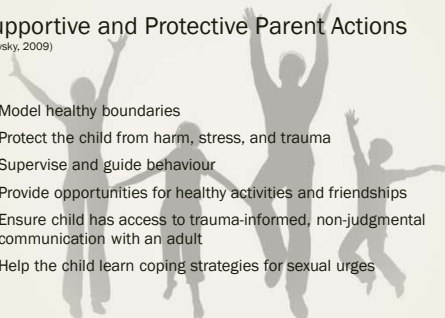 upportive and Protective Parent Actions
sky, 2009)
Model healthy boundaries
Protect the child from harm, stress, and trauma
Supervise and guide behaviour
Provide opportunities for healthy activities and friendships
Ensure child has access to trauma-informed, non-judgmental
communication with an adult
Help the child learn coping strategies for sexual urges